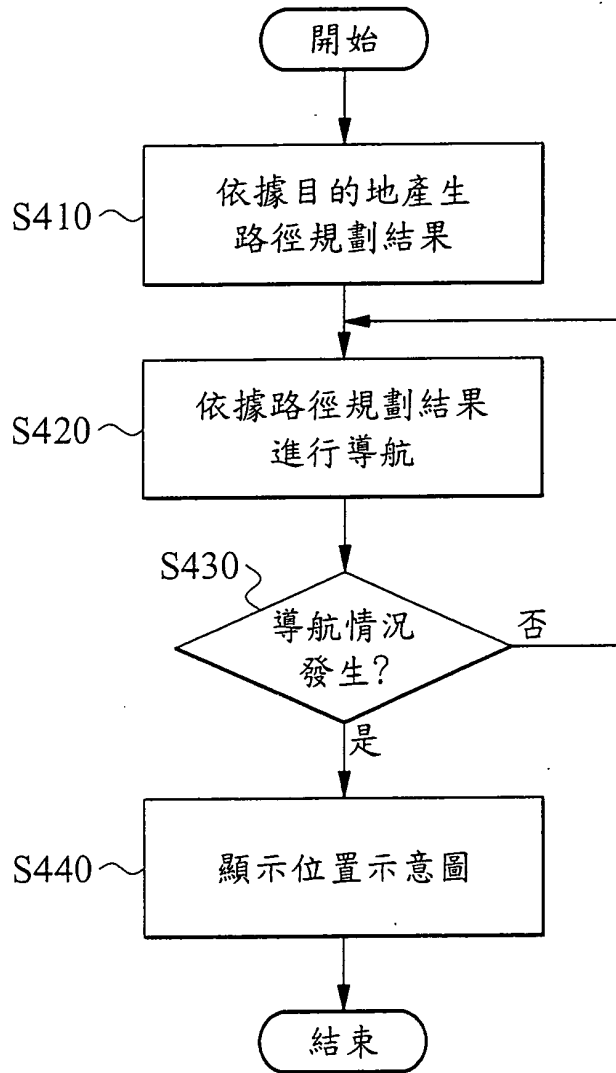 開始
S410
依據目的地產生
路徑規劃結果
S420
依據路徑規劃結果
進行導航
S430
導航情況
發生?
否
是
S440
顯示位置示意圖
結束